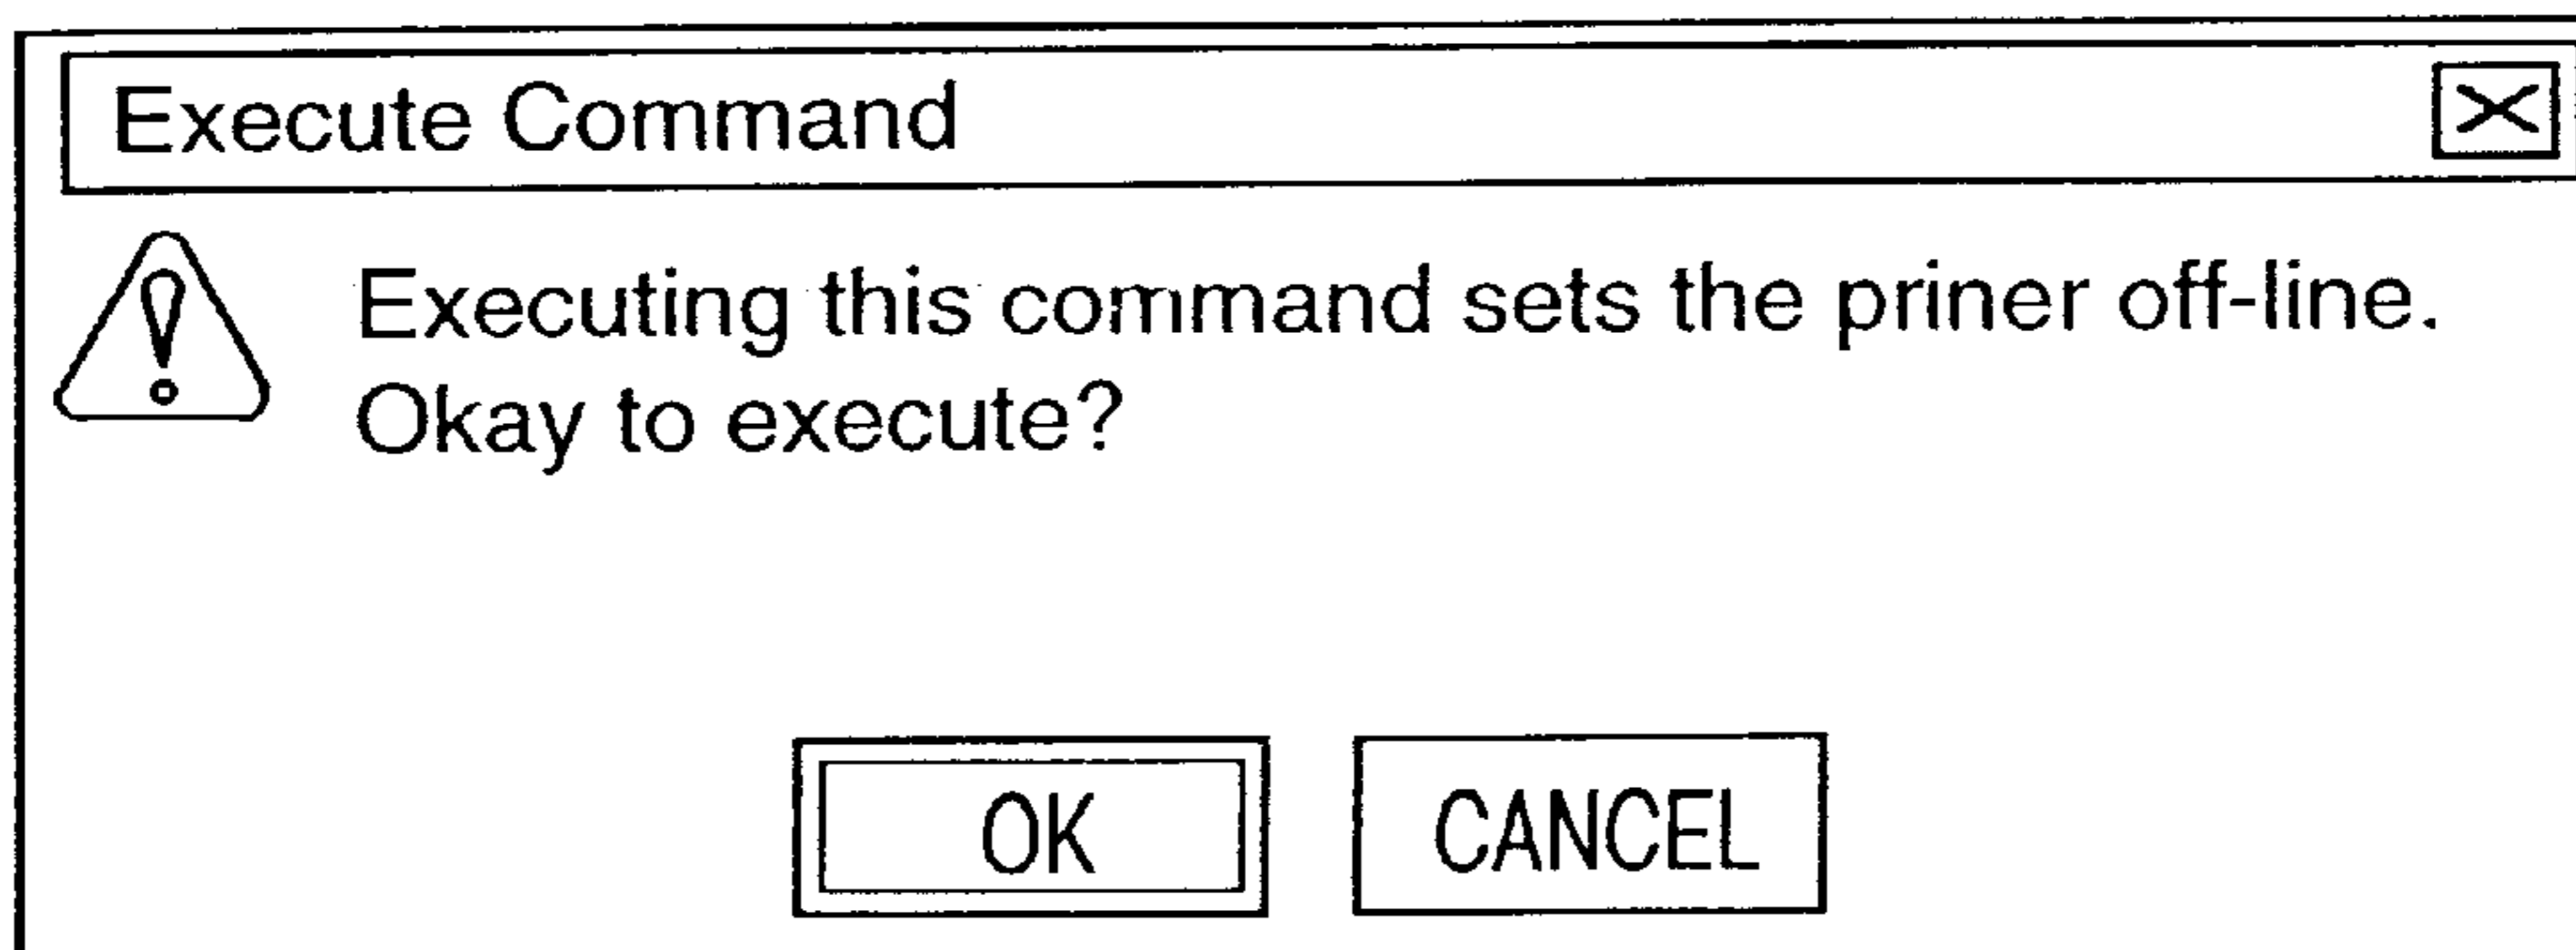 Execute Command
Executing this command sets the priner off-line.
Okay to execute?
OK
CANCEL